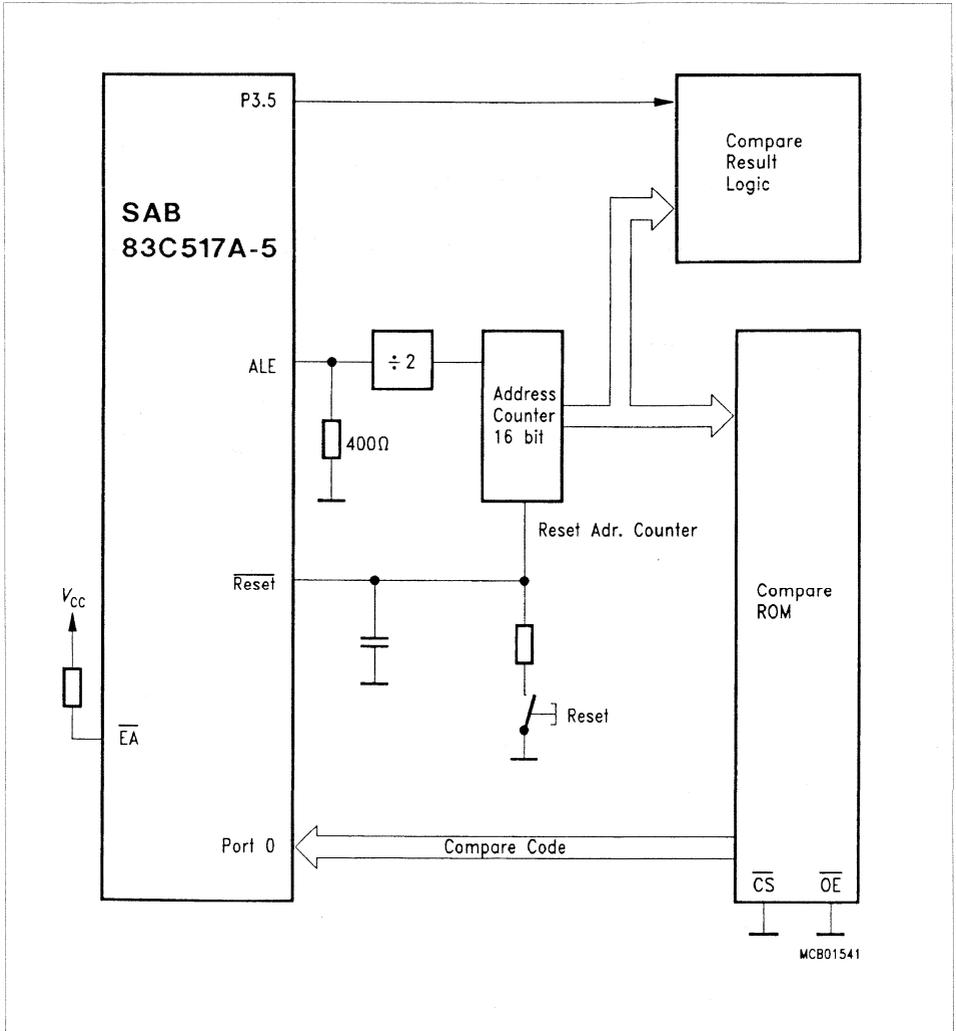 P3.5
Compare
Result
Logic
SAB
83C517A-5
ALE
÷ 2
Address
Counter
16 bit
400Ω
Reset Adr. Counter
Reset
VCC
Compare
ROM
Reset
EA
Port 0
Compare Code
CS
OE
MCB01541